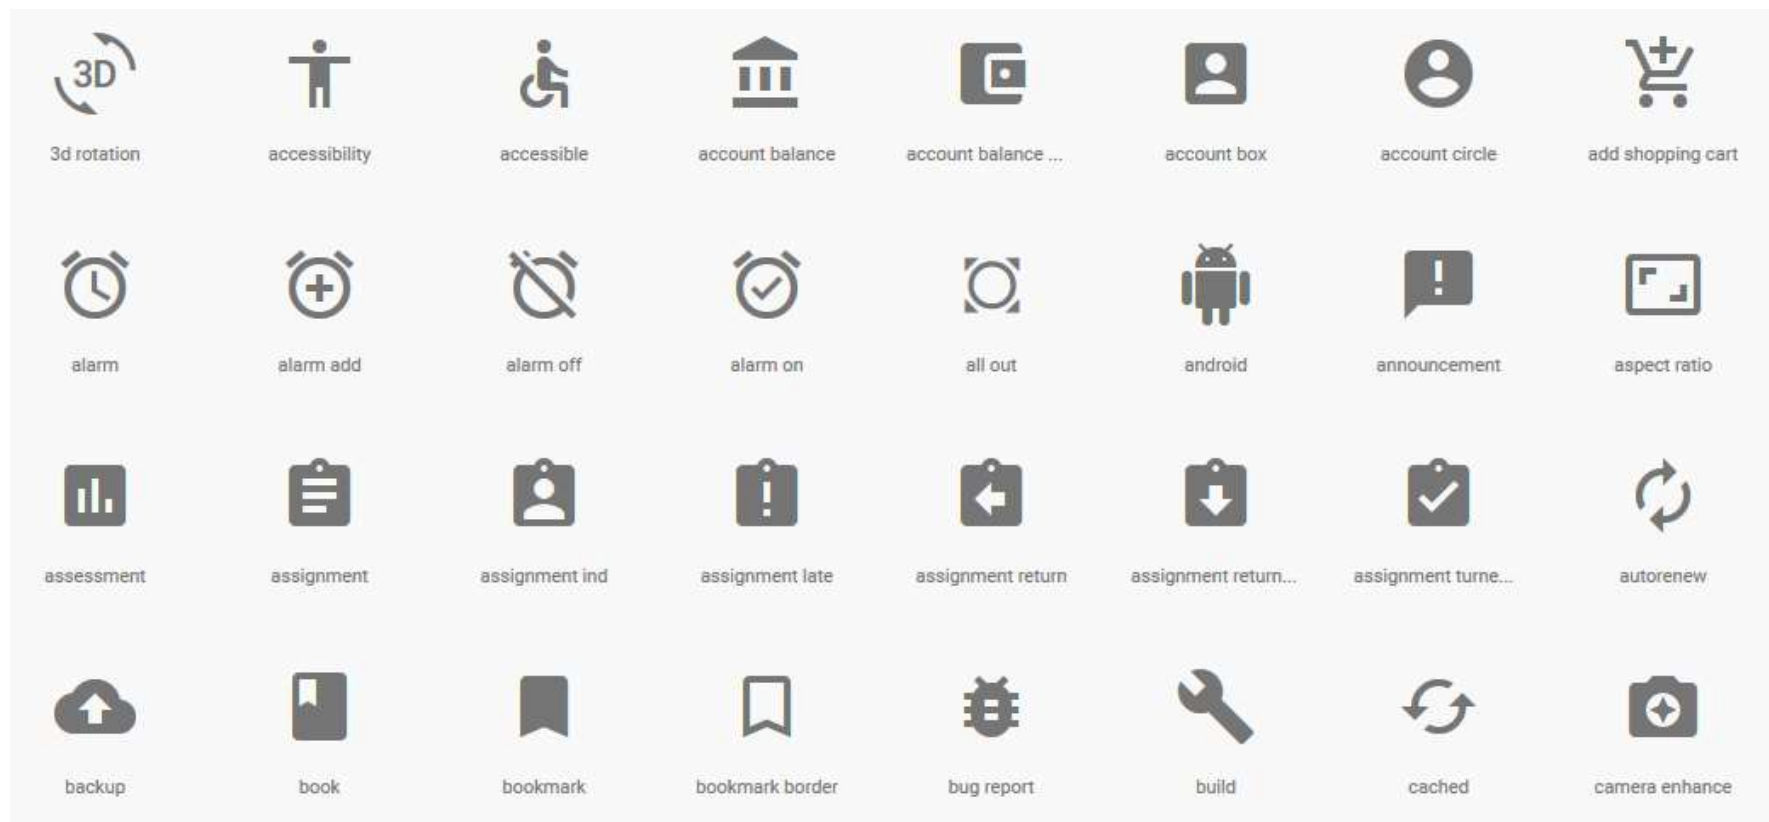 3D
3d rotation
accessibility
accessible
account balance
account balance ...
account box
account circle
add shopping cart
alarm
alarm add
alarm off
alarm on
all out
android
announcement
aspect ratio
assessment
assignment
assignment ind
assignment late
assignment return
assignment return...
assignment turne...
autorenew
backup
book
bookmark
bookmark border
bug report
build
cached
camera enhance